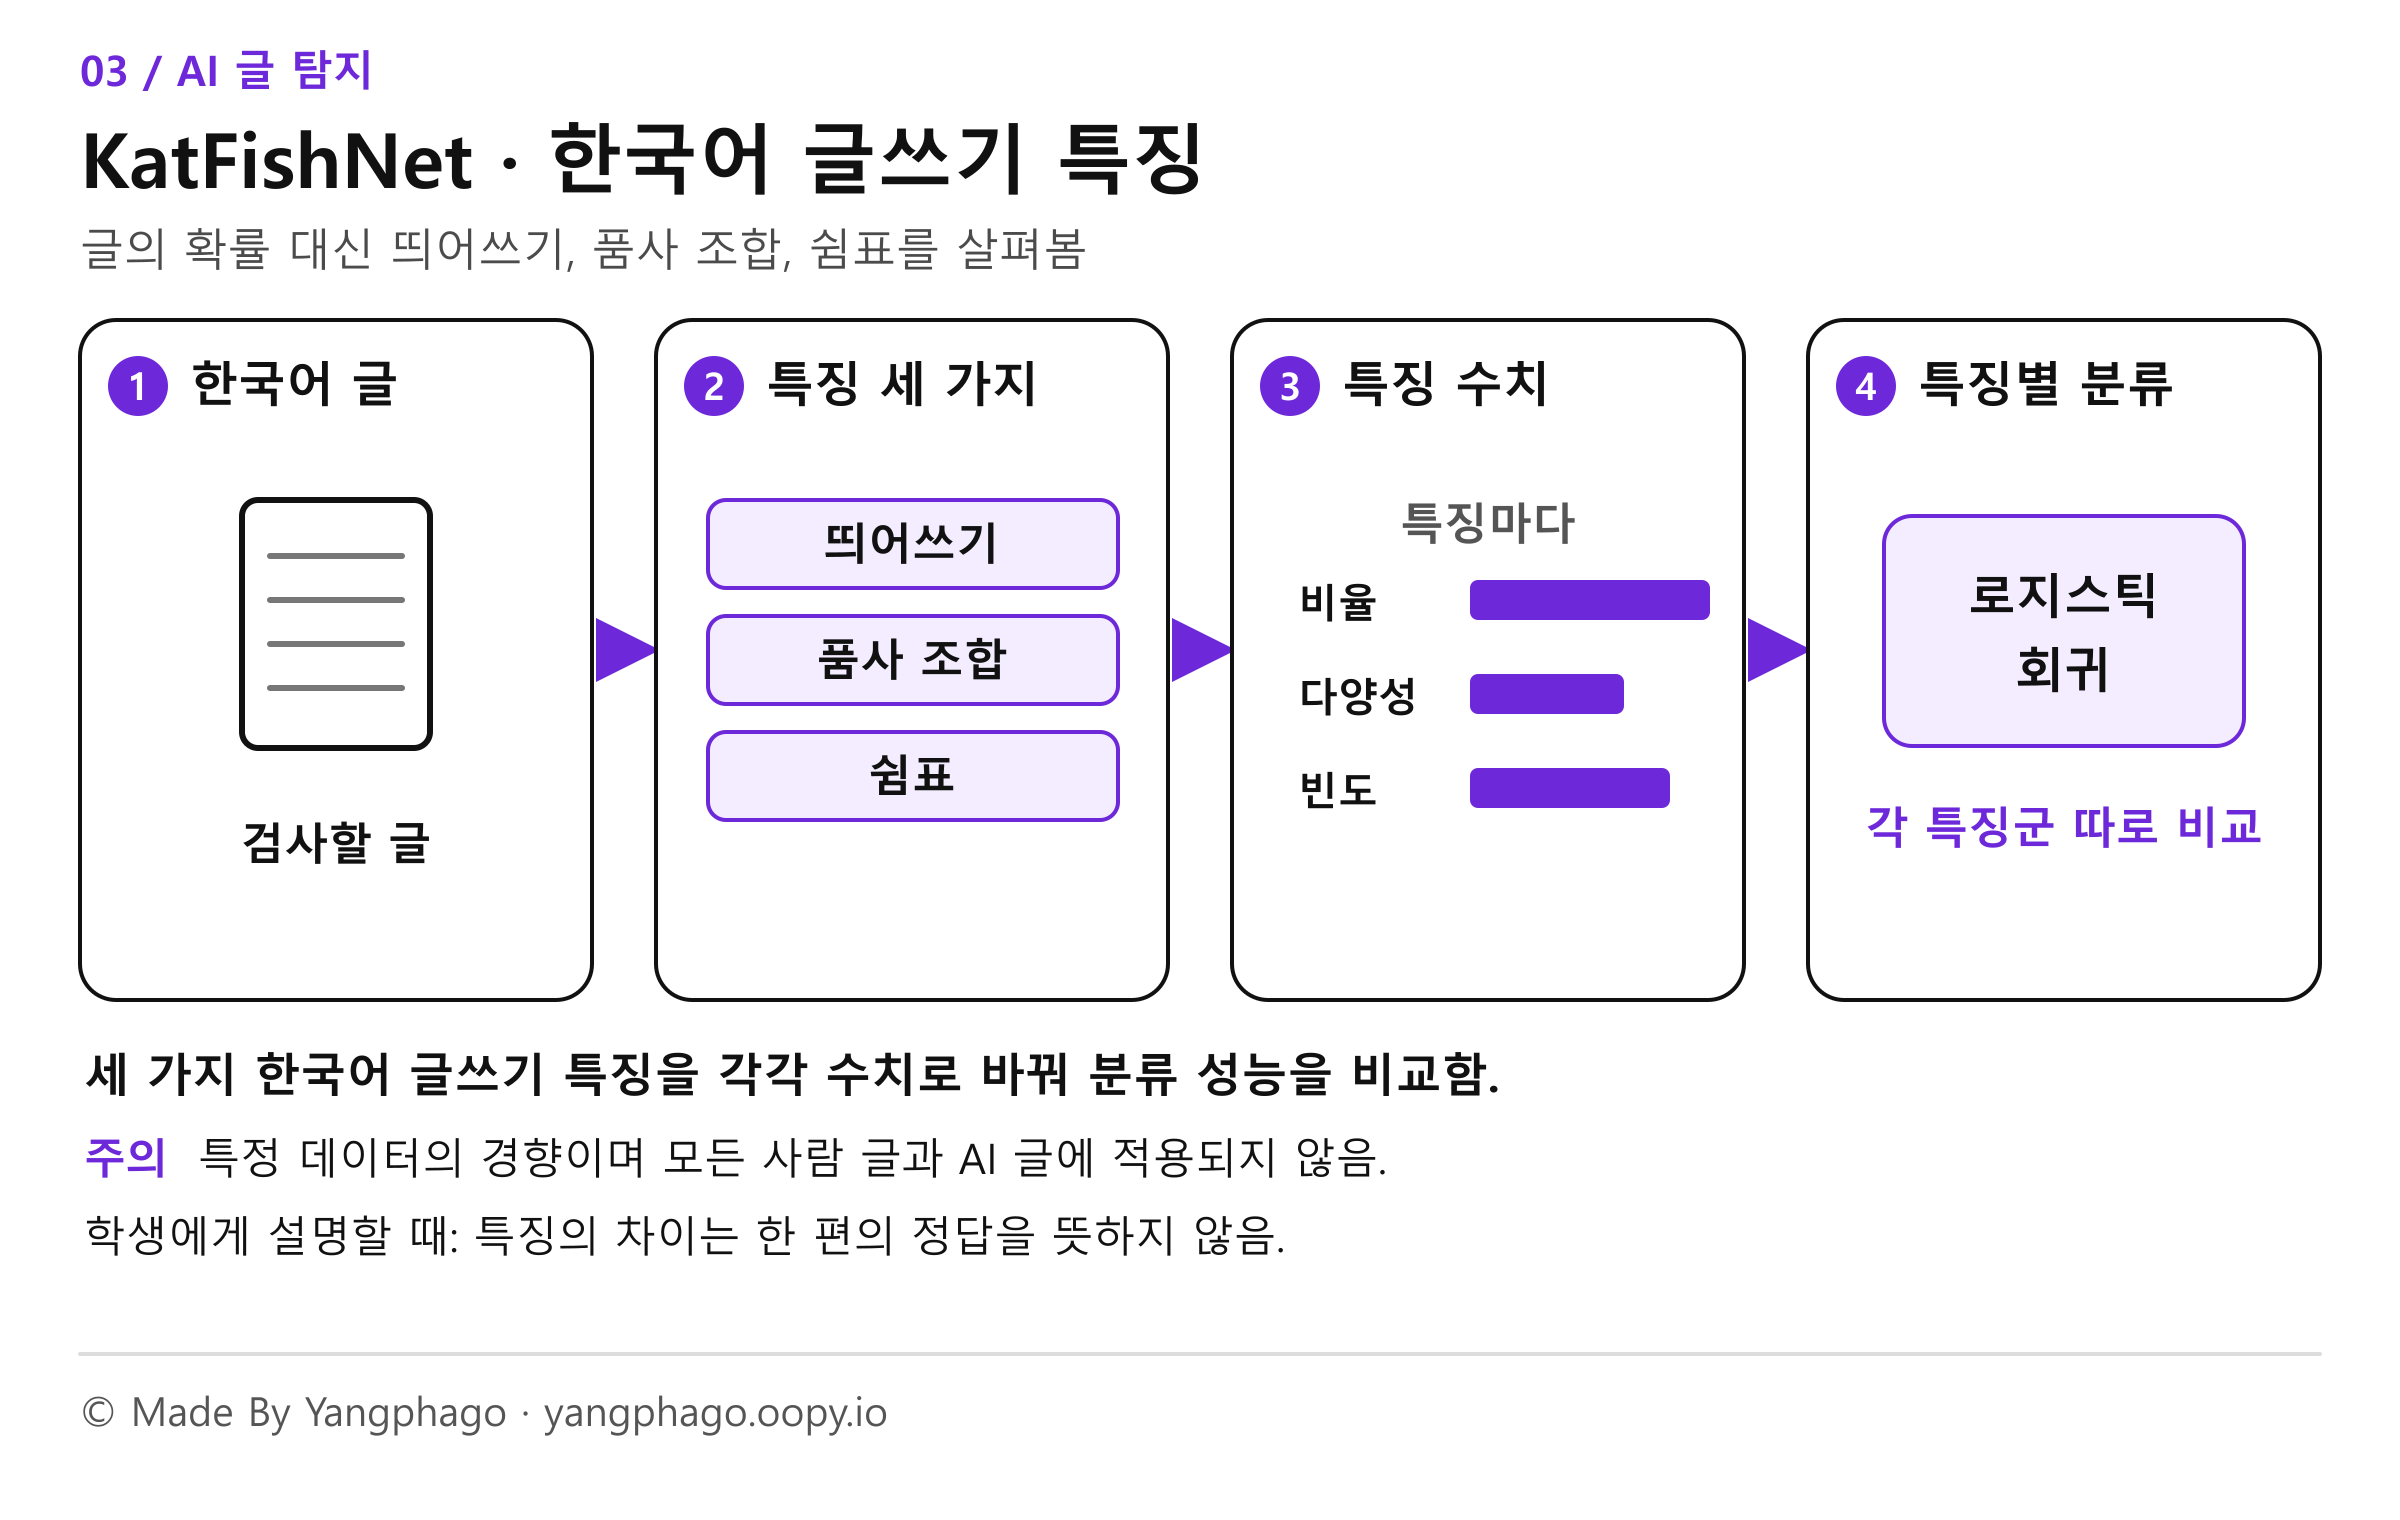 03 / AI 글 탐지
KatFishNet · 한국어 글쓰기 특징
글의 확률 대신 띄어쓰기, 품사 조합, 쉼표를 살펴봄
1 한국어 글
검사할 글
2 특징 세 가지
띄어쓰기
품사 조합
쉼표
3 특징 수치
특징마다
비율
다양성
빈도
4 특징별 분류
로지스틱
회귀
각 특징군 따로 비교
세 가지 한국어 글쓰기 특징을 각각 수치로 바꿔 분류 성능을 비교함.
주의 특정 데이터의 경향이며 모든 사람 글과 AI 글에 적용되지 않음.
학생에게 설명할 때: 특징의 차이는 한 편의 정답을 뜻하지 않음.
© Made By Yangphago · yangphago.oopy.io